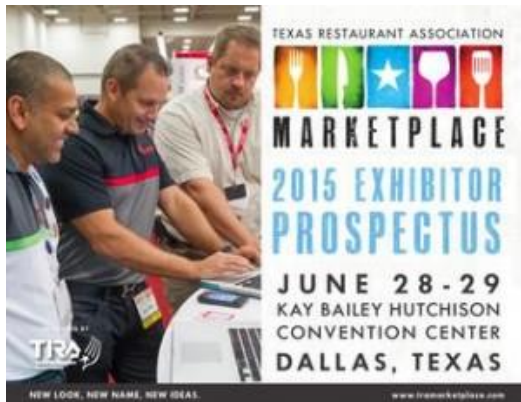 TEXAS RESTAURANT ASSOCIATION
MARKETPLACE
2015 EXHIBITOR
PROSPECTUS
JUNE 28-29
KAY BAILEY HUTCHISON
CONVENTION CENTER
DALLAS, TEXAS
TRA
NEW LOOK, NEW NAME, NEW IDEAS.
www.tramarketplace.com